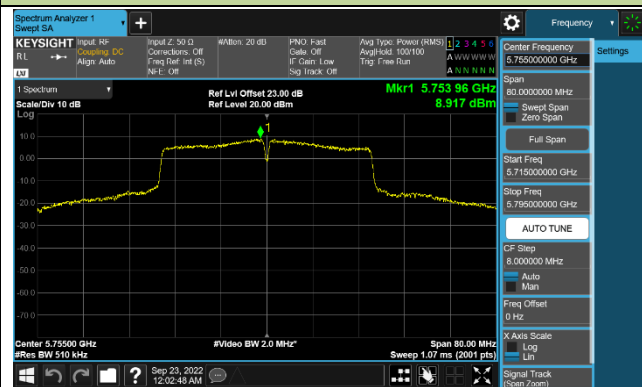 Spectrum Analyzer 1
Swept SA
Frequency
KEYSIGHT
RL
LXI
Input: RF
Coupling: DC
Align: Auto
Input Z: 50 Ω
Corrections: Off
Freq Ref: Int (S)
NFE: Off
#Atten: 20 dB
PNO: Fast
Gate: Off
IF Gain: Low
Sig Track: Off
Avg Type: Power (RMS)
Avg|Hold: 100/100
Trig: Free Run
1 2 3 4 5 6
A W W W W W
A N N N N N
1 Spectrum
Scale/Div 10 dB
Log
Ref Lvl Offset 23.00 dB
Ref Level 20.00 dBm
Mkr1 5.753 96 GHz
8.917 dBm
1
10.0
0.00
-10.0
-20.0
-30.0
-40.0
-50.0
-60.0
-70.0
Center 5.75500 GHz
#Res BW 510 kHz
#Video BW 2.0 MHz*
Span 80.00 MHz
Sweep 1.07 ms (2001 pts)
Sep 23, 2022
12:02:48 AM
Center Frequency
5.755000000 GHz
Settings
Span
80.0000000 MHz
Swept Span
Zero Span
Full Span
Start Freq
5.715000000 GHz
Stop Freq
5.795000000 GHz
AUTO TUNE
CF Step
8.000000 MHz
Auto
Man
Freq Offset
0 Hz
X Axis Scale
Log
Lin
Signal Track
(Span Zoom)